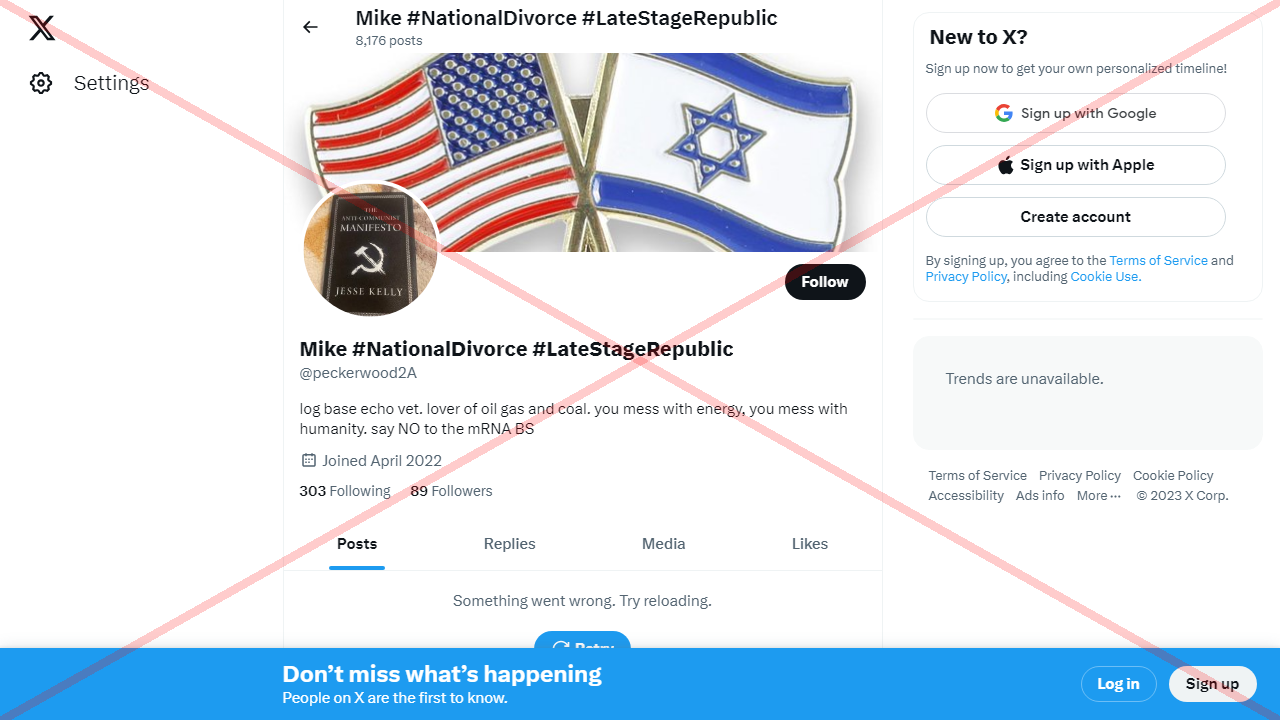 Settings
Mike #NationalDivorce #LateStageRepublic
8,176 posts
THE
ANTI-COMMUNIST
MANIFESTO
JESSE KELLY
Follow
Mike #NationalDivorce #LateStageRepublic
@peckerwood2A
log base echo vet. lover of oil gas and coal. you mess with energy, you mess with
humanity. say NO to the mRNA BS
Joined April 2022
303 Following 89 Followers
Posts Replies Media Likes
Something went wrong. Try reloading.
Retry
New to X?
Sign up now to get your own personalized timeline!
Sign up with Google
Sign up with Apple
Create account
By signing up, you agree to the Terms of Service and
Privacy Policy, including Cookie Use.
Trends are unavailable.
Terms of Service Privacy Policy Cookie Policy
Accessibility Ads info More ··· © 2023 X Corp.
Don’t miss what’s happening
People on X are the first to know.
Log in
Sign up